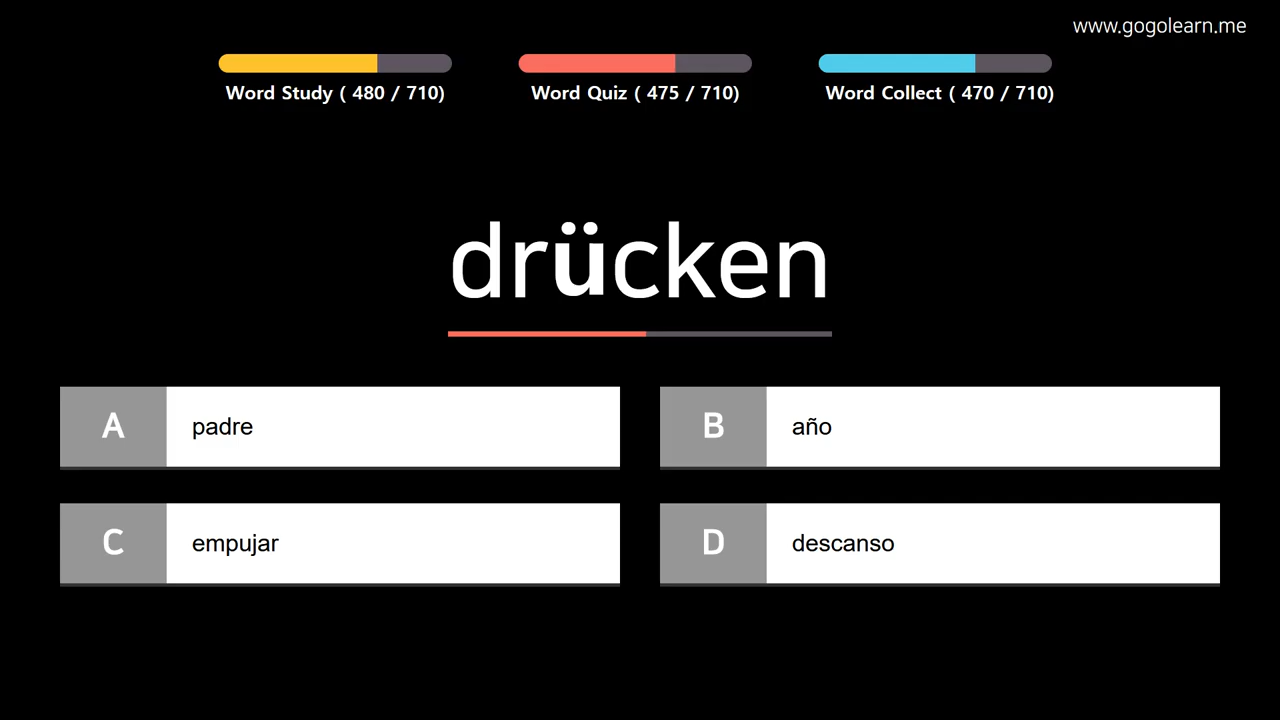 www.gogolearn.me
Word Study ( 480 / 710)
Word Quiz ( 475 / 710)
Word Collect ( 470 / 710)
drücken
A padre
B año
C empujar
D descanso